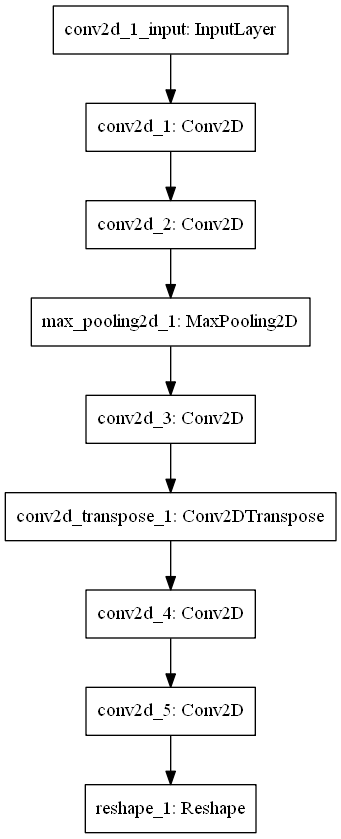 conv2d_1_input: InputLayer
conv2d_1: Conv2D
conv2d_2: Conv2D
max_pooling2d_1: MaxPooling2D
conv2d_3: Conv2D
conv2d_transpose_1: Conv2DTranspose
conv2d_4: Conv2D
conv2d_5: Conv2D
reshape_1: Reshape